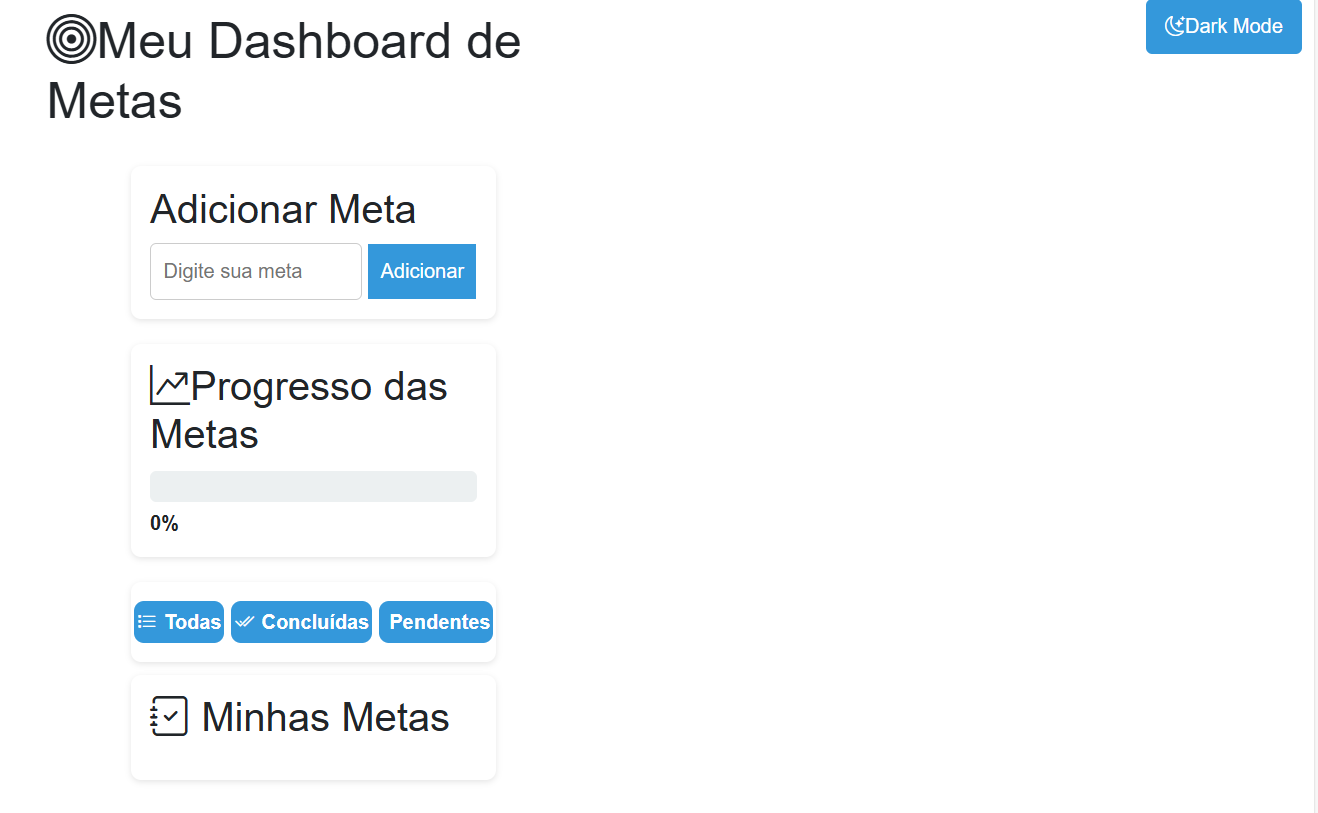 Meu Dashboard de
Metas
Dark Mode
Adicionar Meta
Digite sua meta
Adicionar
Progresso das
Metas
0%
Todas
Concluídas
Pendentes
Minhas Metas